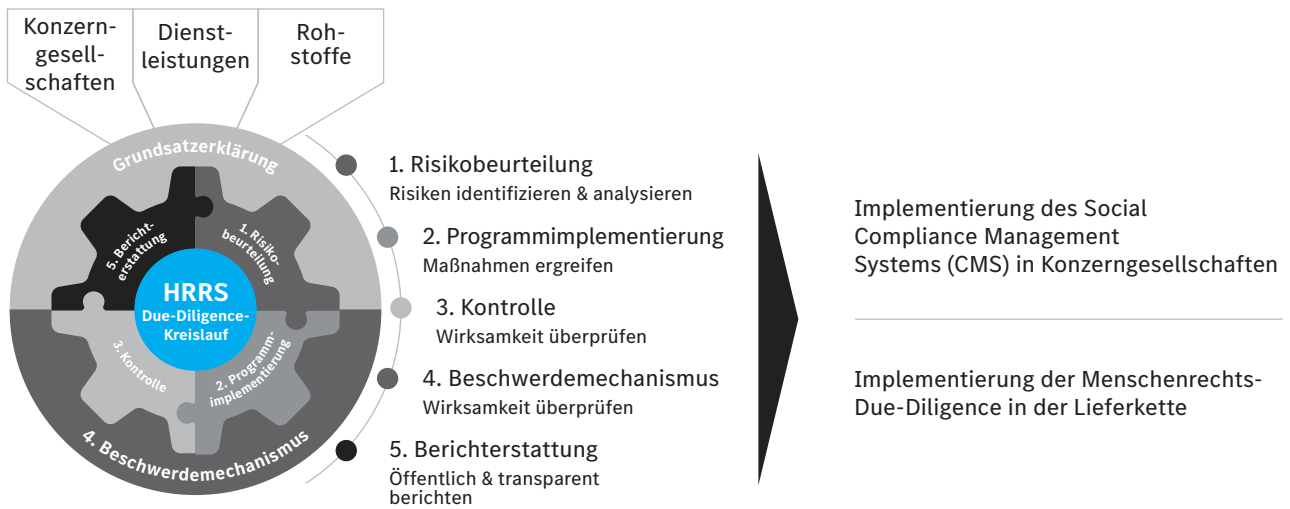 Konzern-
gesell-
schaften
Dienst-
leistungen
Roh-
stoffe
Grundsatzerklärung
5. Bericht-
erstattung
1. Risiko-
beurteilung
HRRS
Due-Diligence-
Kreislauf
3. Kontrolle
2. Programm-
implementierung
4. Beschwerdemechanismus
1. Risikobeurteilung
Risiken identifizieren & analysieren
2. Programmimplementierung
Maßnahmen ergreifen
3. Kontrolle
Wirksamkeit überprüfen
4. Beschwerdemechanismus
Wirksamkeit überprüfen
5. Berichterstattung
Öffentlich & transparent
berichten
Implementierung des Social
Compliance Management
Systems (CMS) in Konzerngesellschaften
Implementierung der Menschenrechts-
Due-Diligence in der Lieferkette